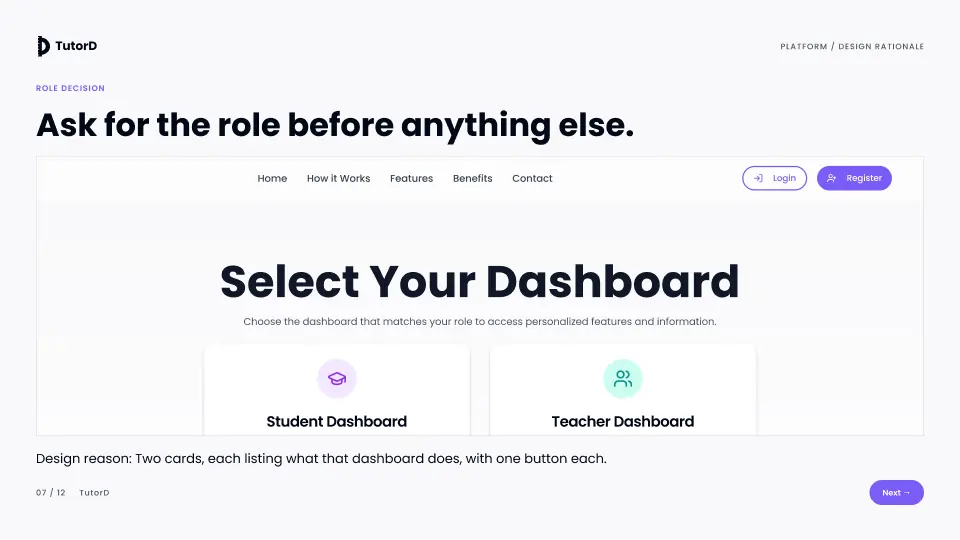 TutorD
PLATFORM / DESIGN RATIONALE
ROLE DECISION
Ask for the role before anything else.
Home How it Works Features Benefits Contact Login Register
Select Your Dashboard
Choose the dashboard that matches your role to access personalized features and information.
Student Dashboard
Teacher Dashboard
Design reason: Two cards, each listing what that dashboard does, with one button each.
07 / 12 TutorD
Next →